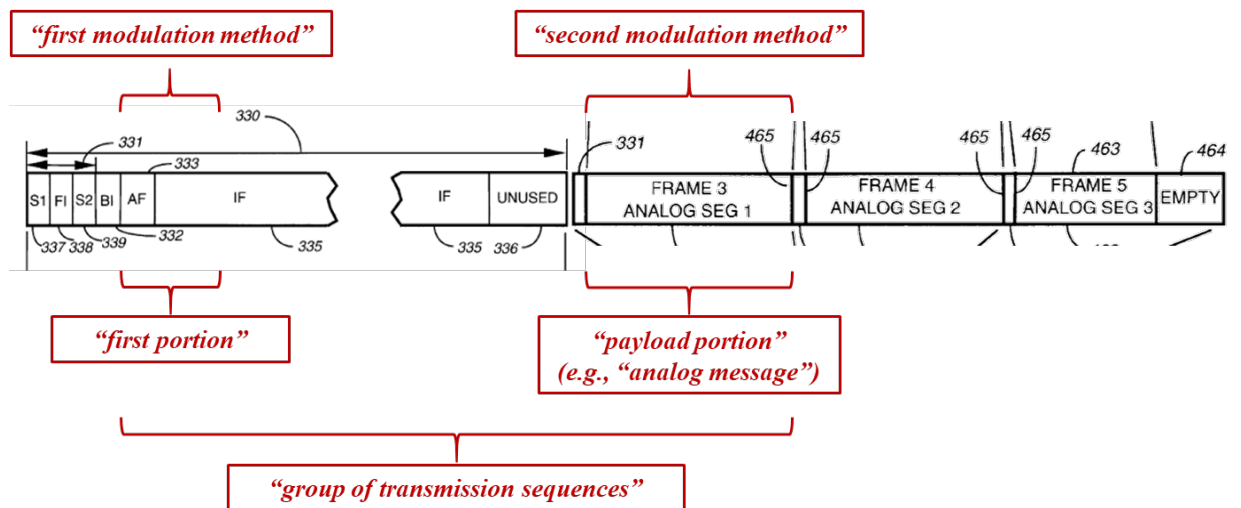 “first modulation method”
“second modulation method”
330
331
333
331
465
465
465
465
463
464
S1 FI S2 BI AF IF
IF UNUSED
FRAME 3
ANALOG SEG 1
FRAME 4
ANALOG SEG 2
FRAME 5
ANALOG SEG 3
EMPTY
337 338 339 332 335 335 336
“first portion”
“payload portion”
(e.g., “analog message”)
“group of transmission sequences”